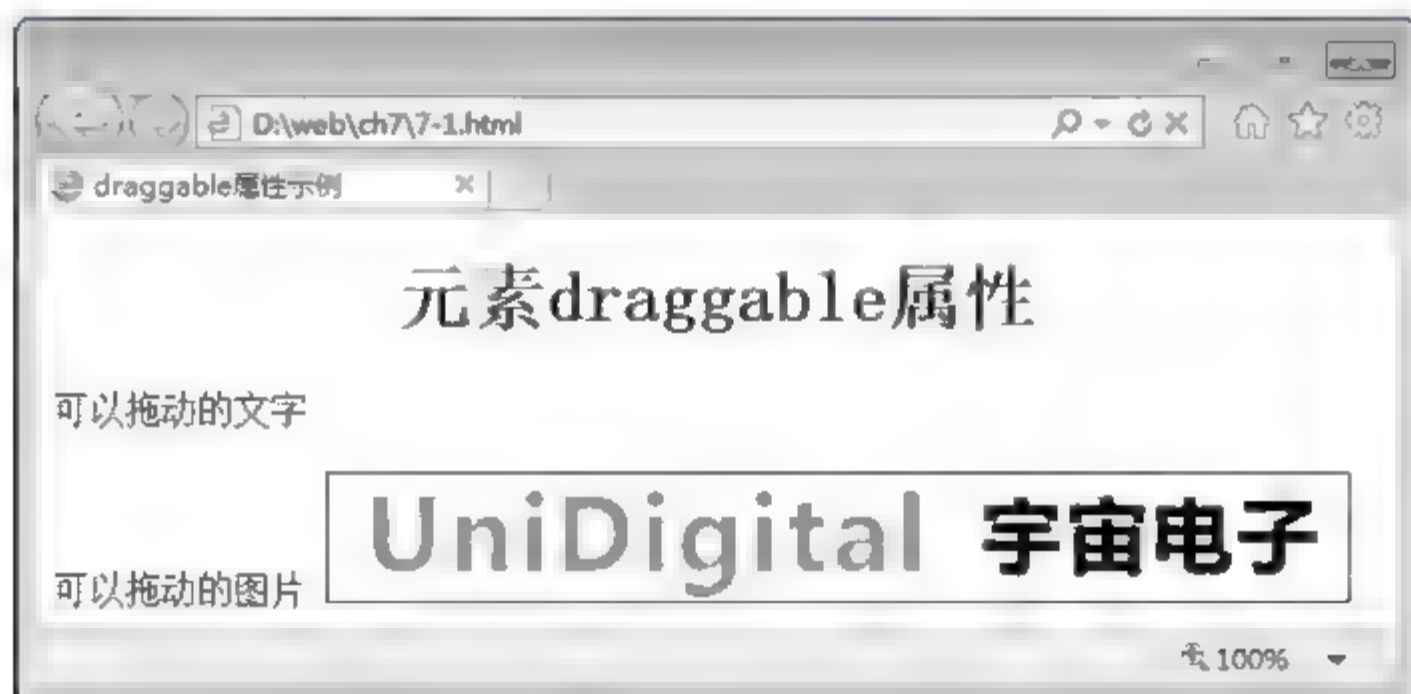 D:\web\ch7\7-1.html
draggable属性示例
元素draggable属性
可以拖动的文字
UniDigital 宇宙电子
可以拖动的图片
100%